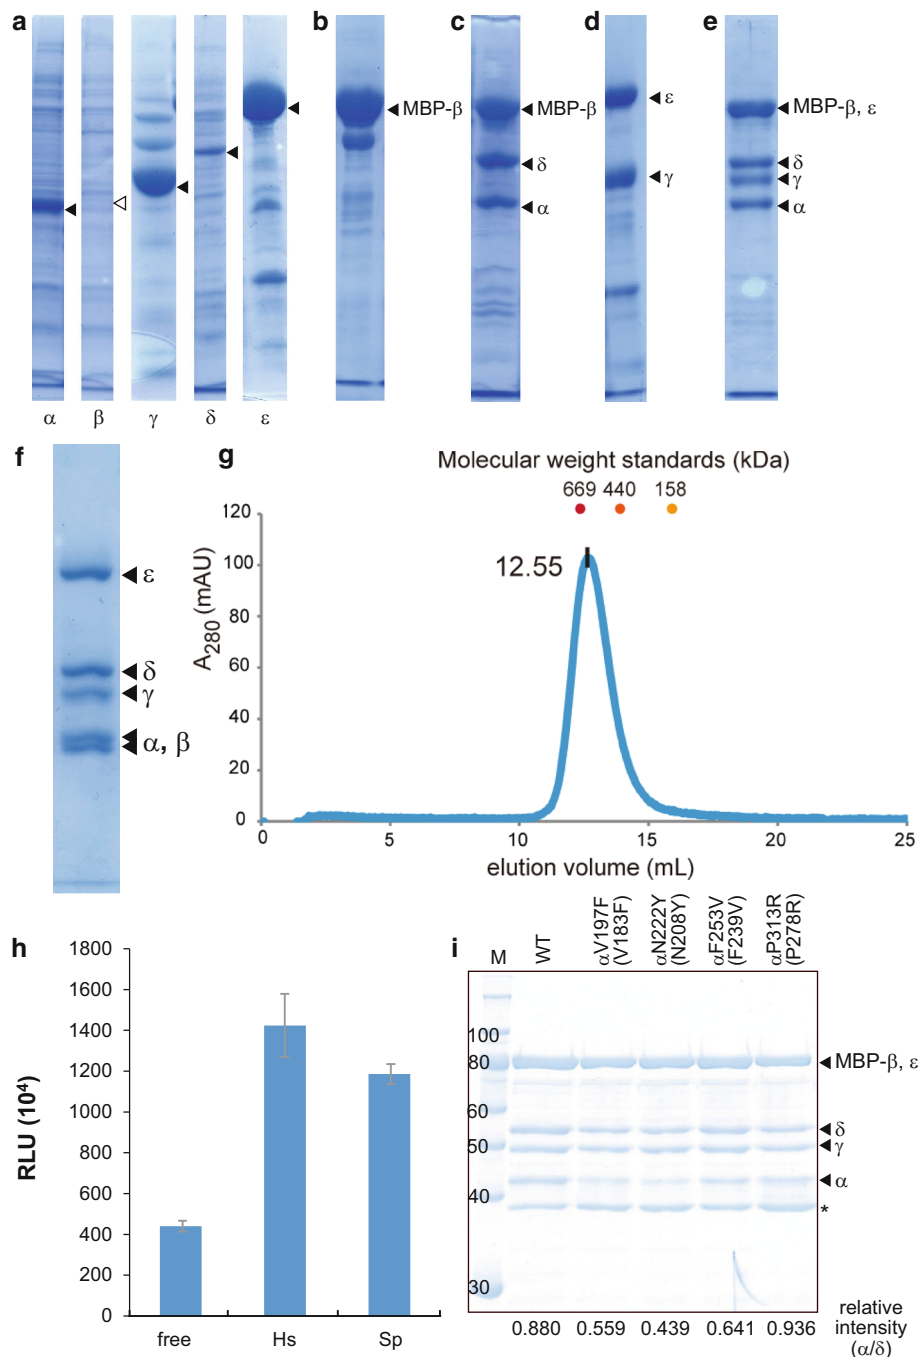 a
b
c
d
e
MBP-β
MBP-β
δ
α
ε
γ
MBP-β, ε
δ
γ
α
α β γ δ ε
f
ε
δ
γ
α, β
g
Molecular weight standards (kDa)
669 440 158
120
100
80
60
40
20
0
A280 (mAU)
12.55
0 5 10 15 20 25
elution volume (mL)
h
1800
1600
1400
1200
1000
800
600
400
200
0
RLU (10⁴)
free Hs Sp
i
M
WT
αV197F
(V183F)
αN222Y
(N208Y)
αF253V
(F239V)
αP313R
(P278R)
100
80
60
50
40
30
MBP-β, ε
δ
γ
α
*
0.880 0.559 0.439 0.641 0.936
relative
intensity
(α/δ)